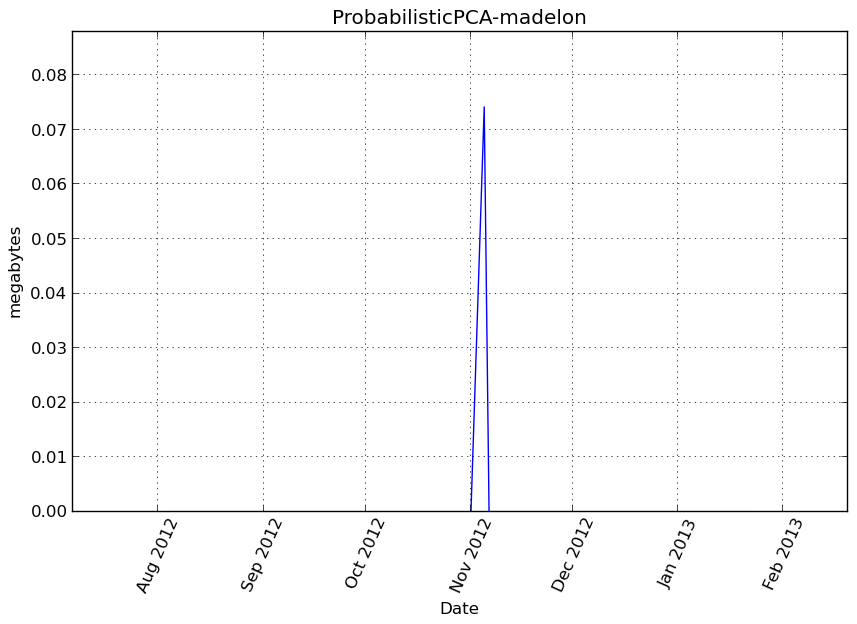 ProbabilisticPCA-madelon
megabytes
0.08
0.07
0.06
0.05
0.04
0.03
0.02
0.01
0.00
Aug 2012
Sep 2012
Oct 2012
Nov 2012
Dec 2012
Jan 2013
Feb 2013
Date